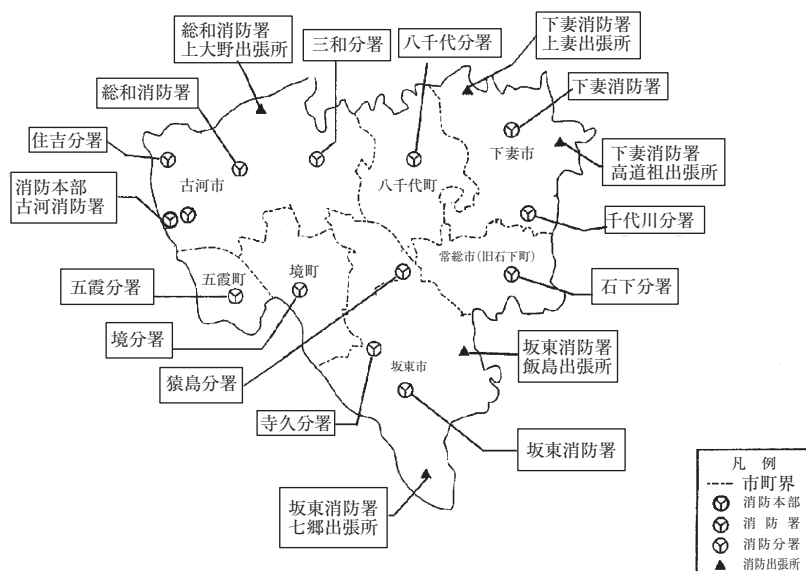 総和消防署
上大野出張所
三和分署
八千代分署
下妻消防署
上妻出張所
総和消防署
下妻消防署
住吉分署
下妻市
下妻消防署
高道祖出張所
古河市
八千代町
消防本部
古河消防署
千代川分署
常総市(旧石下町)
五霞町
境町
五霞分署
石下分署
境分署
坂東消防署
飯島出張所
猿島分署
坂東市
寺久分署
坂東消防署
坂東消防署
七郷出張所
凡例
市町界
消防本部
消防署
消防分署
消防出張所